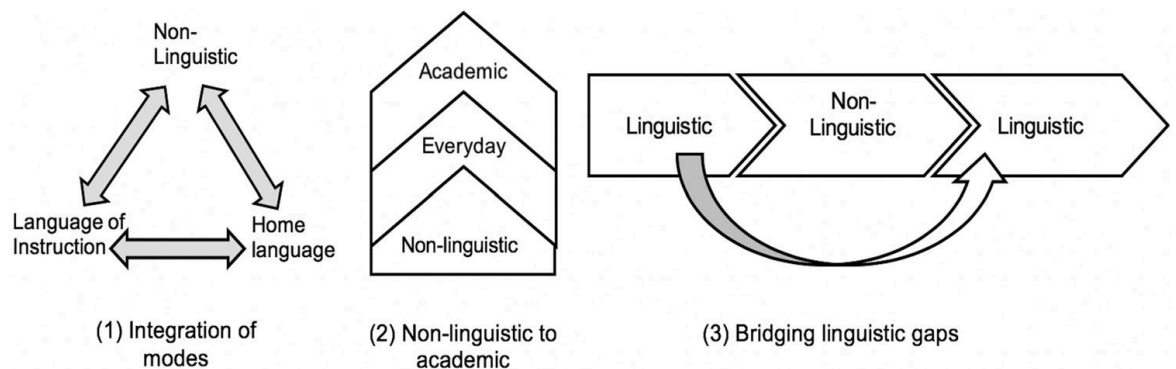 Non-
Linguistic
Language of
Instruction
Home
language
(1) Integration of
modes
Academic
Everyday
Non-linguistic
(2) Non-linguistic to
academic
Linguistic
Non-
Linguistic
Linguistic
(3) Bridging linguistic gaps